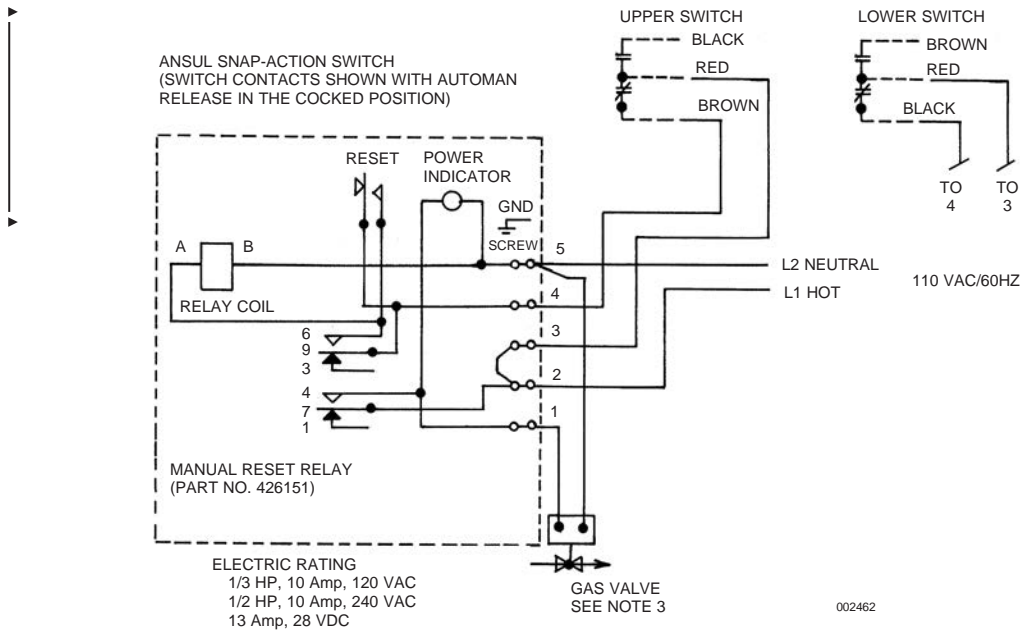 UPPER SWITCH
BLACK
RED
BROWN
LOWER SWITCH
BROWN
RED
BLACK
TO
4
TO
3
ANSUL SNAP-ACTION SWITCH
(SWITCH CONTACTS SHOWN WITH AUTOMAN
RELEASE IN THE COCKED POSITION)
RESET
POWER
INDICATOR
GND
SCREW
5
A
B
RELAY COIL
4
6
9
3
3
4
7
1
2
1
L2 NEUTRAL
L1 HOT
110 VAC/60HZ
MANUAL RESET RELAY
(PART NO. 426151)
ELECTRIC RATING
1/3 HP, 10 Amp, 120 VAC
1/2 HP, 10 Amp, 240 VAC
13 Amp, 28 VDC
GAS VALVE
SEE NOTE 3
002462